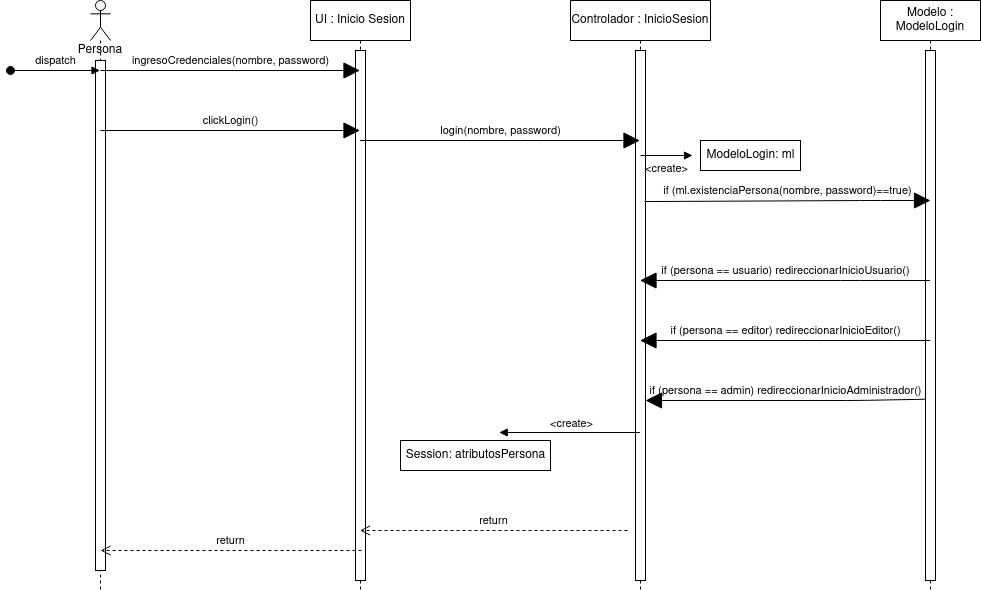 UI : Inicio Sesion
Controlador : InicioSesion
Modelo :
ModeloLogin
Persona
dispatch
ingresoCredenciales(nombre, password)
clickLogin()
login(nombre, password)
ModeloLogin: ml
<create>
if (ml.existenciaPersona(nombre, password)==true)
if (persona == usuario) redireccionarInicioUsuario()
if (persona == editor) redireccionarInicioEditor()
if (persona == admin) redireccionarInicioAdministrador()
<create>
Session: atributosPersona
return
return